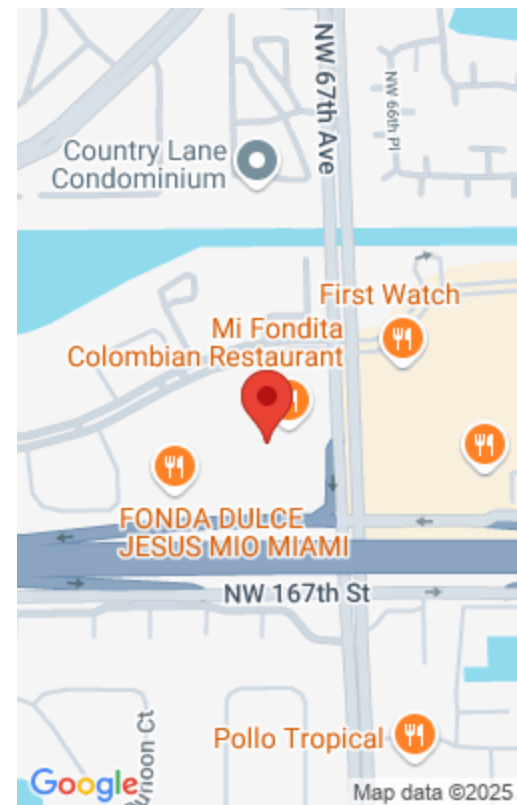 NW 67th Ave
NW 66th Pl
Country Lane
Condominium
First Watch
Mi Fondita
Colombian Restaurant
FONDA DULCE
JESUS MIO MIAMI
NW 167th St
Pollo Tropical
Google
Map data ©2025